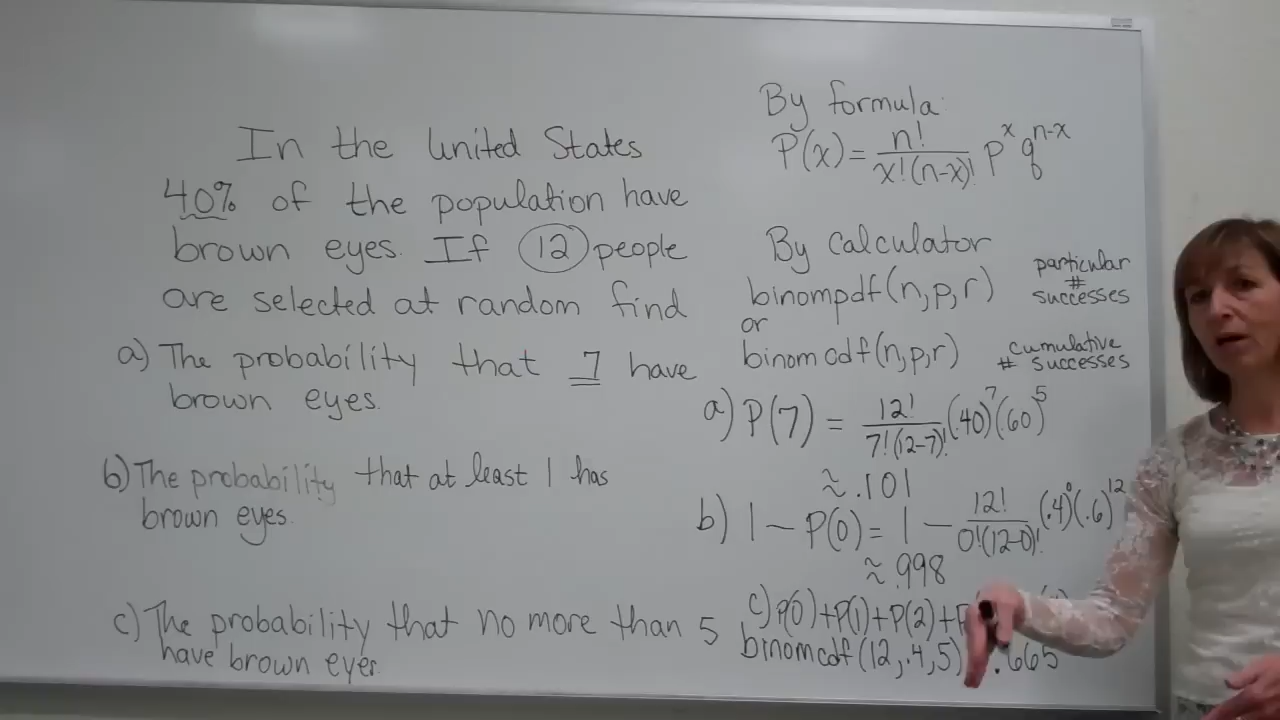 In the United States
40% of the population have
brown eyes. If 12 people
are selected at random find
a) The probability that 7 have
brown eyes.
b) The probability that at least 1 has
brown eyes.
c) The probability that no more than 5
have brown eyes.
By formula:
P(x) = n! / x!(n-x)! p^x q^(n-x)
By Calculator
binompdf(n,p,r)
particular
#
successes
or
binomcdf(n,p,r)
cumulative
# successes
a) P(7) = 12! / 7!(12-7)! (.40)^7 (.60)^5
≈ .101
b) 1 - P(0) = 1 - 12! / 0!(12-0)! (.4)^0 (.6)^12
≈ .998
c) P(0)+P(1)+P(2)+P
binomcdf(12,.4,5) .665